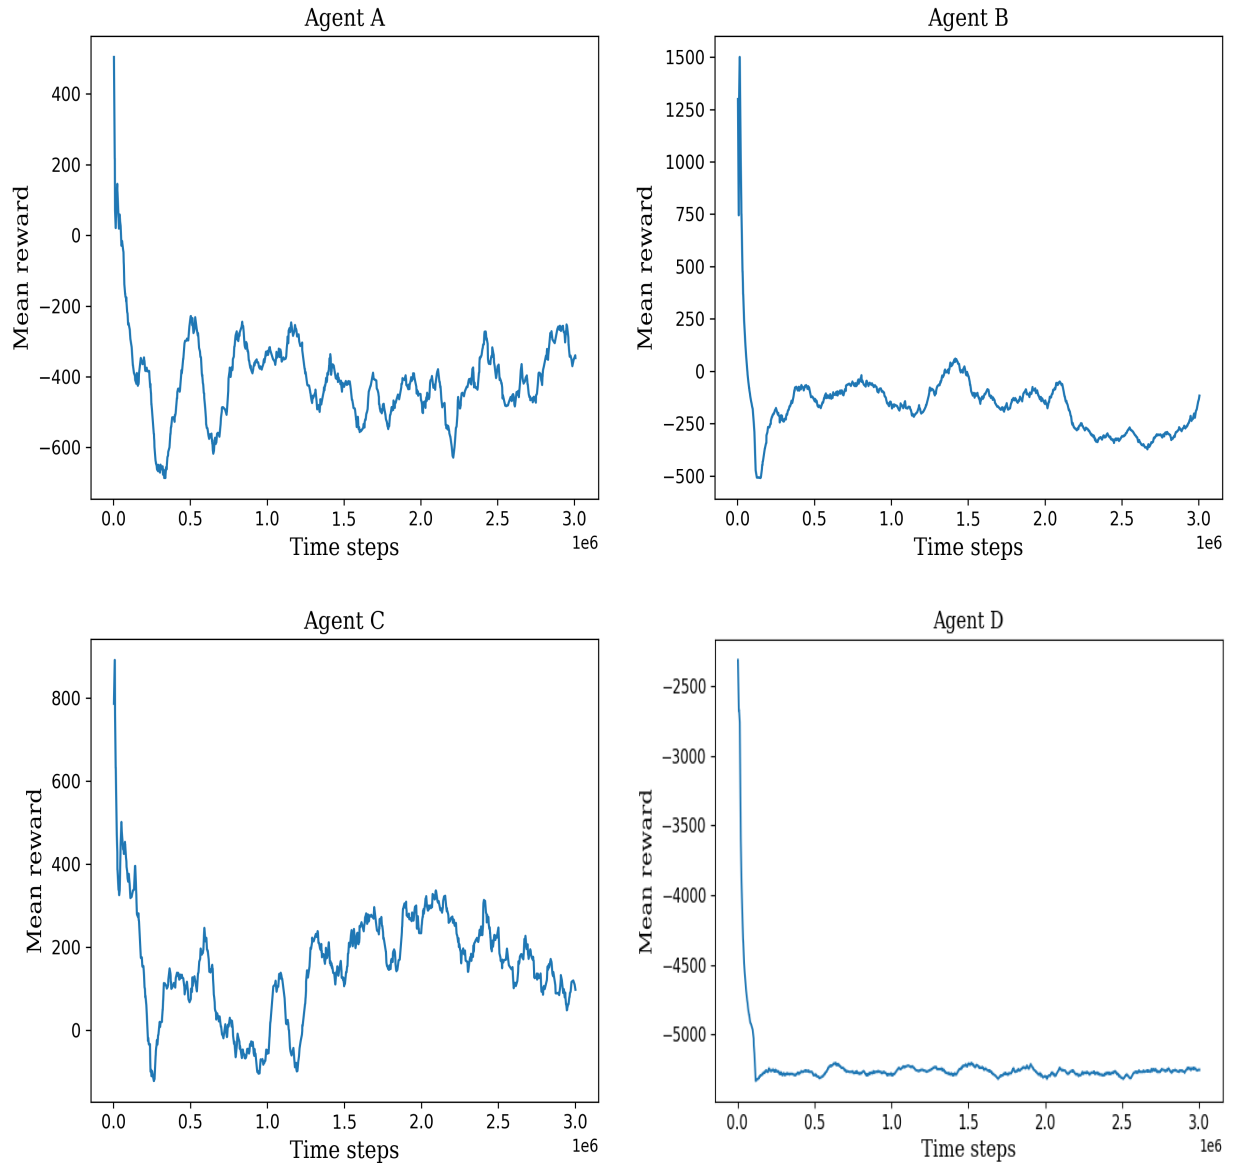 Agent A
400
200
0
−200
−400
−600
Mean reward
0.0 0.5 1.0 1.5 2.0 2.5 3.0
1e6
Time steps
Agent B
1500
1250
1000
750
500
250
0
−250
−500
Mean reward
0.0 0.5 1.0 1.5 2.0 2.5 3.0
1e6
Time steps
Agent C
800
600
400
200
0
Mean reward
0.0 0.5 1.0 1.5 2.0 2.5 3.0
1e6
Time steps
Agent D
−2500
−3000
−3500
−4000
−4500
−5000
Mean reward
0.0 0.5 1.0 1.5 2.0 2.5 3.0
1e6
Time steps